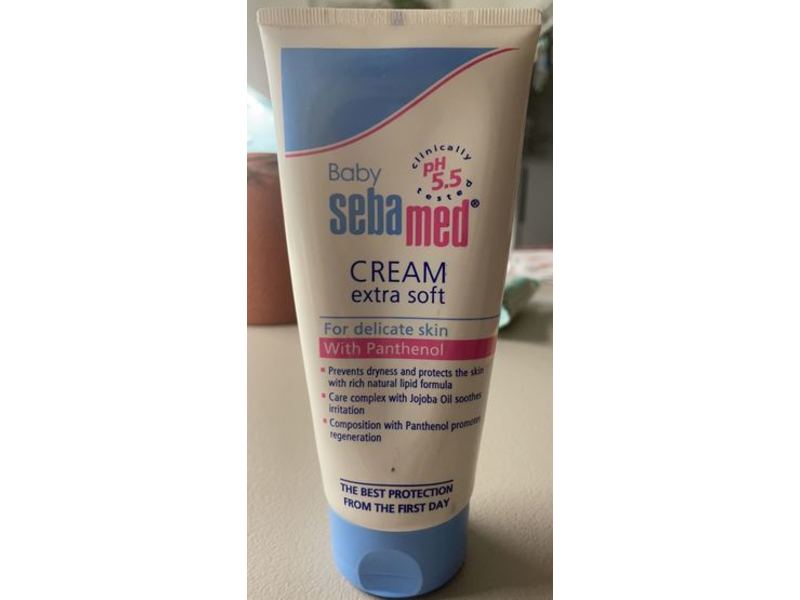 Baby
clinically
pH
5.5
tested
sebamed®
CREAM
extra soft
For delicate skin
With Panthenol
Prevents dryness and protects the skin
with rich natural lipid formula
Care complex with Jojoba Oil soothes
irritation
Composition with Panthenol promotes
regeneration
THE BEST PROTECTION
FROM THE FIRST DAY